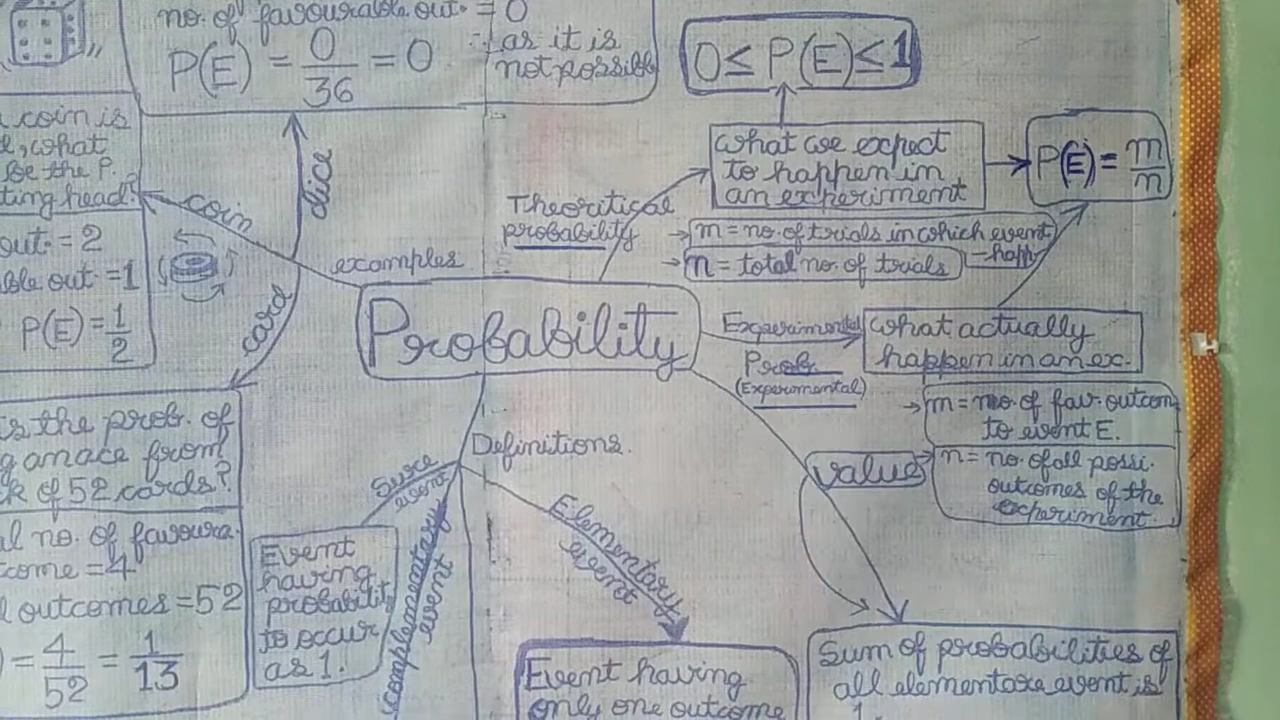 no. of favourable out. = 0
P(E) = 0/36 = 0
as it is
not possible
0≤ P(E) ≤ 1
what we expect
to happen in
an experiment
P(E) = m/n
Theoritical
probability
m = no. of trials in which event
happ
n = total no. of trials
coin is
, what
be the P.
ting head?
out. = 2
ble out = 1
P(E) = 1/2
coin
dice
card
examples
Probability
Experimental
Prob.
(Experimental)
what actually
happen in an ex.
m = no. of fav. outcom
to event E.
n = no. of all possi.
outcomes of the
experiment.
value
Definitions.
Sure
event
complementary
event
Elementary
event
is the prob. of
g an ace from
k of 52 cards?
al no. of favoura.
come = 4
l outcomes = 52
= 4/52 = 1/13
Event
having
probability
to occur
as 1.
Event having
only one outcome
Sum of probabilities of
all elementare event is
1.